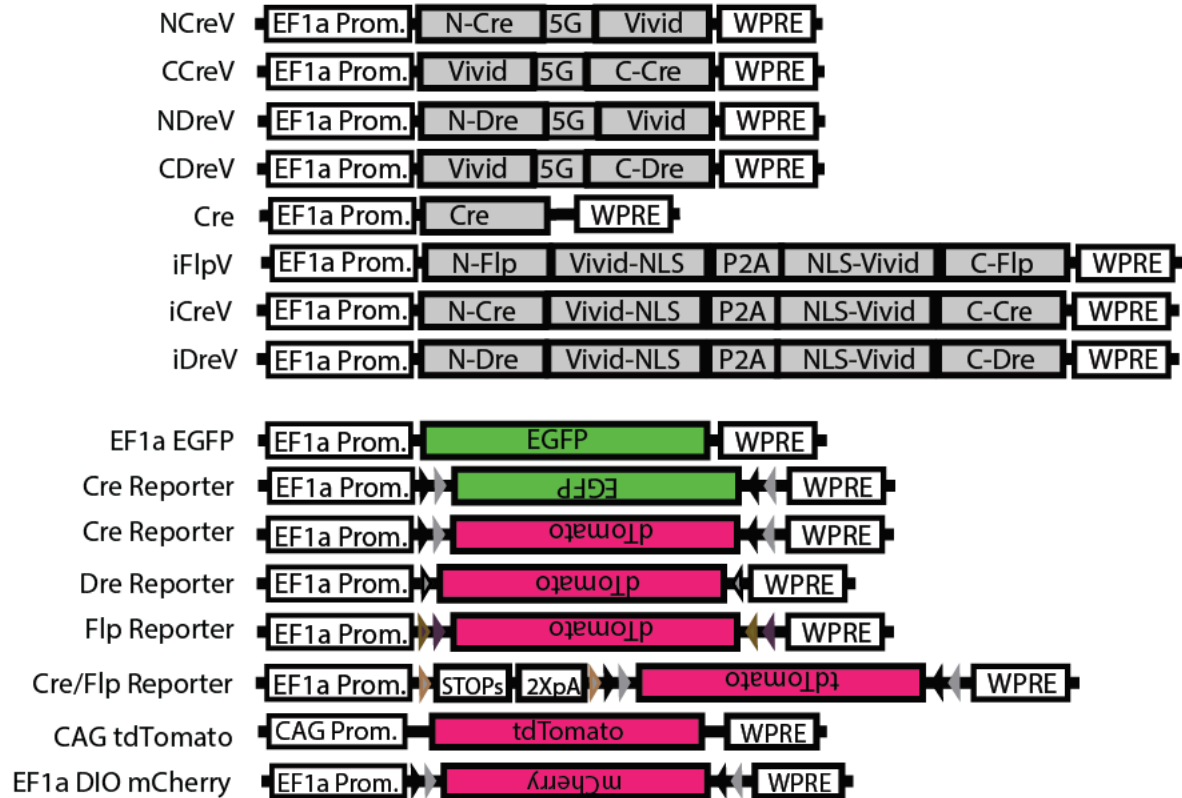 NCreV EF1a Prom. N-Cre 5G Vivid WPRE
CCreV EF1a Prom. Vivid 5G C-Cre WPRE
NDreV EF1a Prom. N-Dre 5G Vivid WPRE
CDreV EF1a Prom. Vivid 5G C-Dre WPRE
Cre EF1a Prom. Cre WPRE
iFlpV EF1a Prom. N-Flp Vivid-NLS P2A NLS-Vivid C-Flp WPRE
iCreV EF1a Prom. N-Cre Vivid-NLS P2A NLS-Vivid C-Cre WPRE
iDreV EF1a Prom. N-Dre Vivid-NLS P2A NLS-Vivid C-Dre WPRE
EF1a EGFP EF1a Prom. EGFP WPRE
Cre Reporter EF1a Prom. EGFP WPRE
Cre Reporter EF1a Prom. dTomato WPRE
Dre Reporter EF1a Prom. dTomato WPRE
Flp Reporter EF1a Prom. dTomato WPRE
Cre/Flp Reporter EF1a Prom. STOPs 2XpA tdTomato WPRE
CAG tdTomato CAG Prom. tdTomato WPRE
EF1a DIO mCherry EF1a Prom. mCherry WPRE